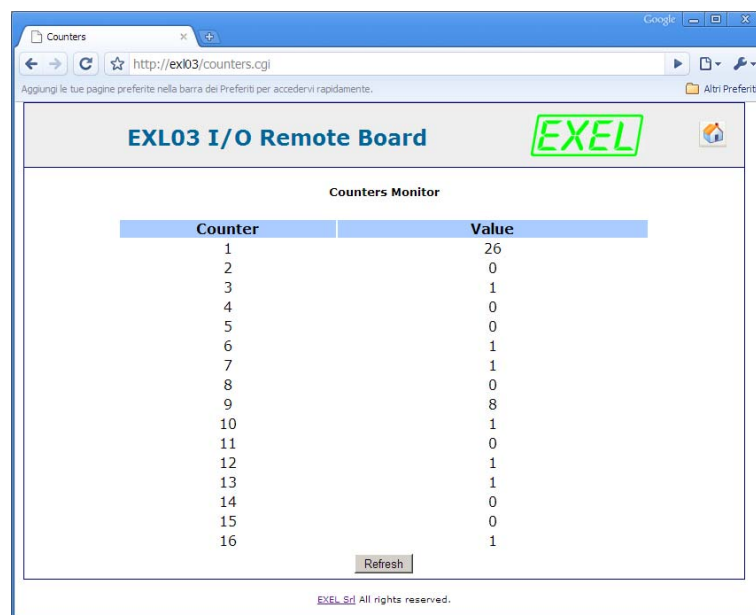 Google
Counters
http://exl03/counters.cgi
Aggiungi le tue pagine preferite nella barra dei Preferiti per accedervi rapidamente.
Altri Preferiti
EXL03 I/O Remote Board
EXEL
Counters Monitor
Counter Value
1 26
2 0
3 1
4 0
5 0
6 1
7 1
8 0
9 8
10 1
11 0
12 1
13 1
14 0
15 0
16 1
Refresh
EXEL Srl All rights reserved.